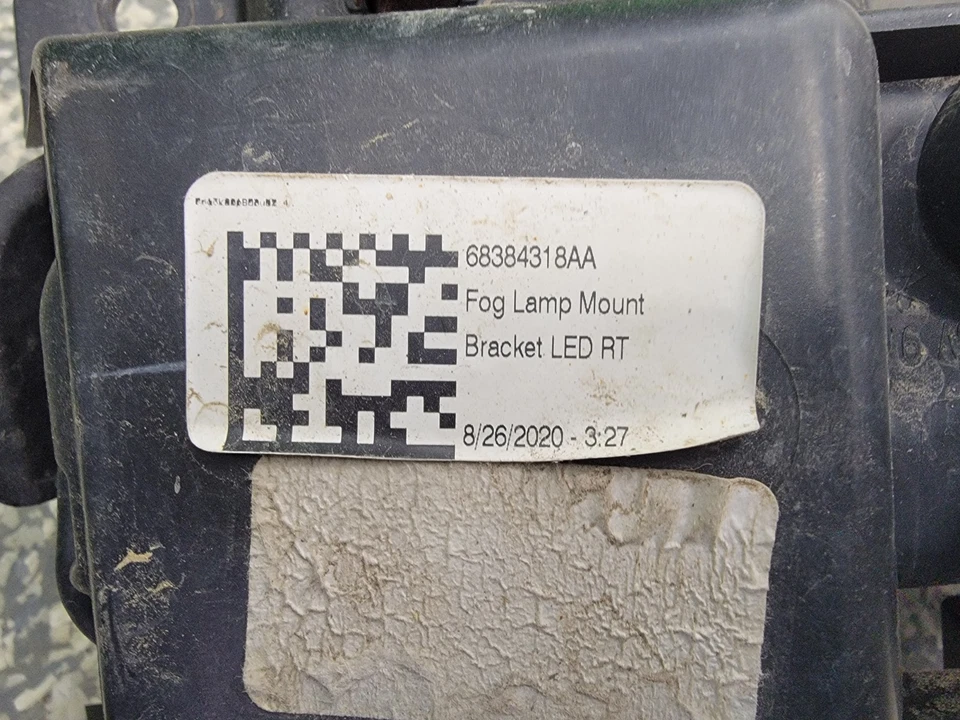 68384318AA
Fog Lamp Mount
Bracket LED RT
8/26/2020 - 3:27